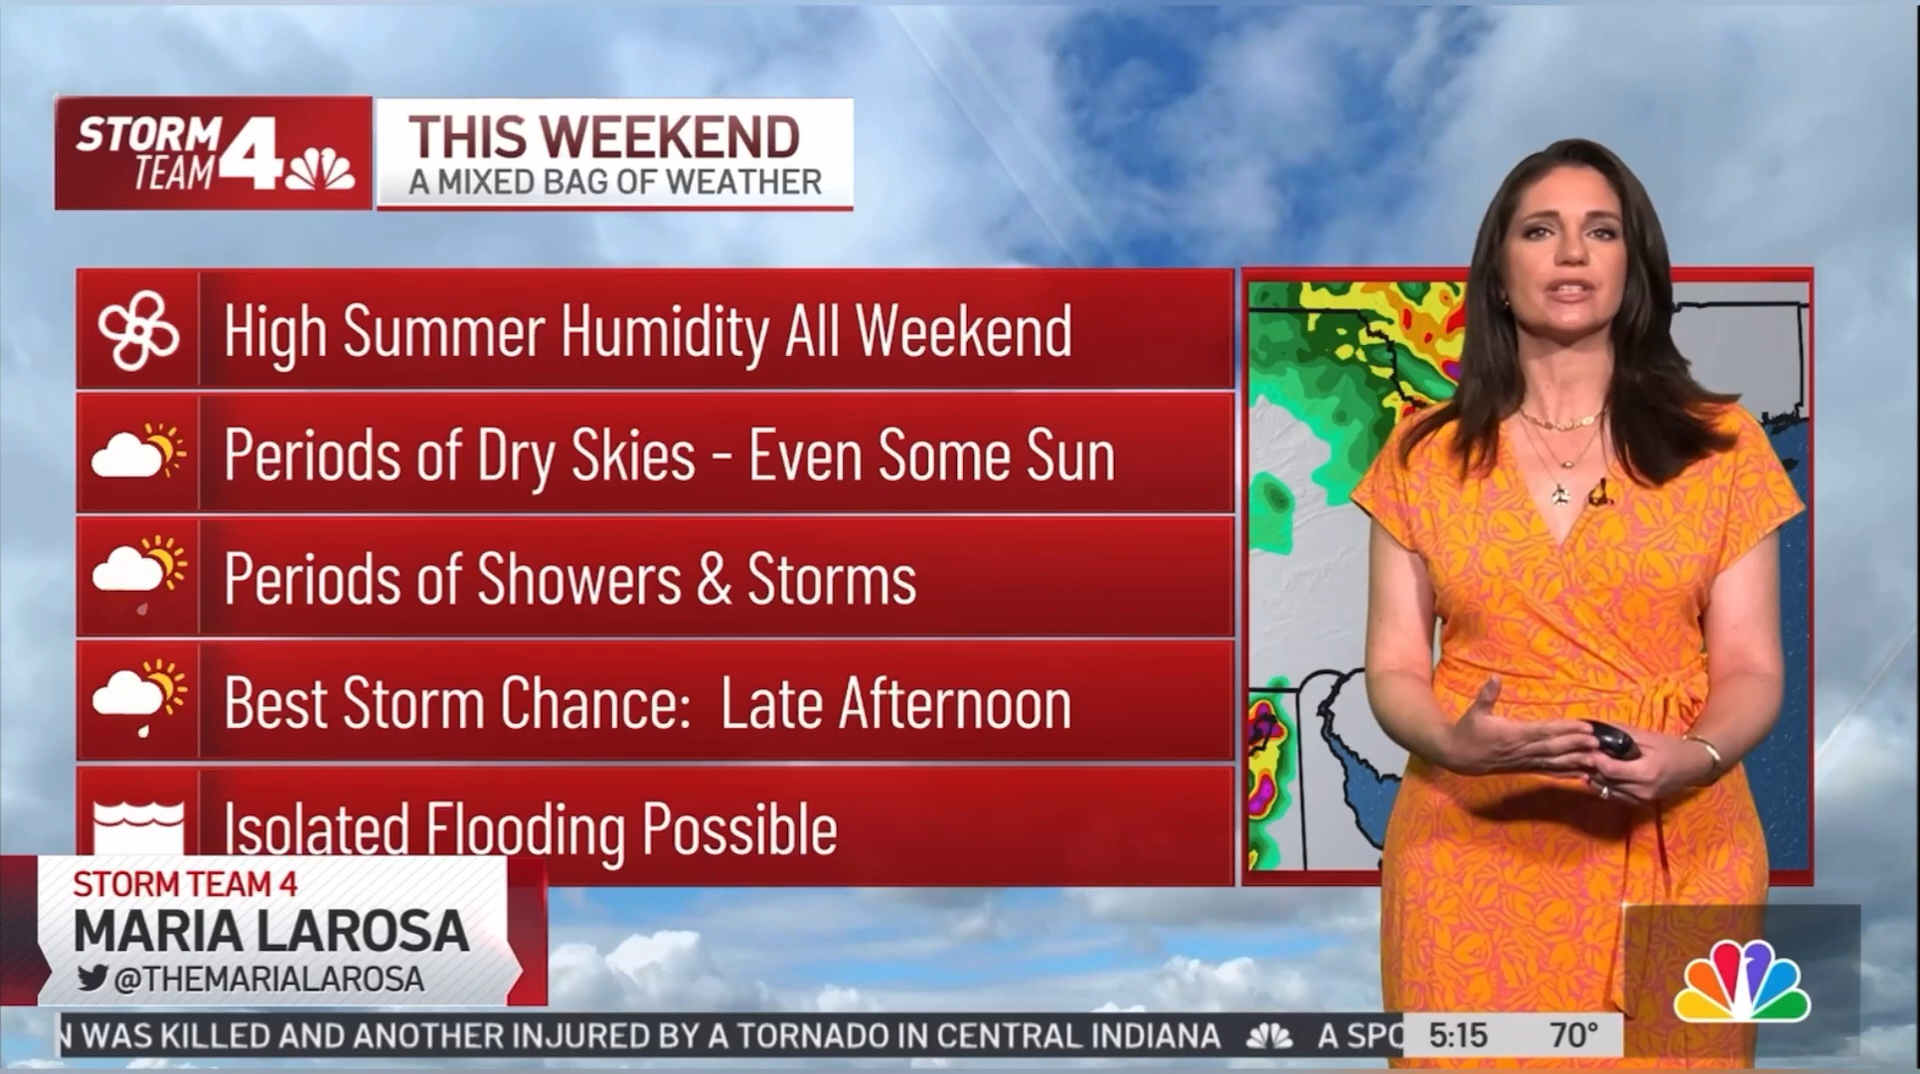 STORM
TEAM 4
THIS WEEKEND
A MIXED BAG OF WEATHER
High Summer Humidity All Weekend
Periods of Dry Skies - Even Some Sun
Periods of Showers & Storms
Best Storm Chance: Late Afternoon
Isolated Flooding Possible
STORM TEAM 4
MARIA LAROSA
@THEMARIALAROSA
WAS KILLED AND ANOTHER INJURED BY A TORNADO IN CENTRAL INDIANA A SPO
5:15 70°